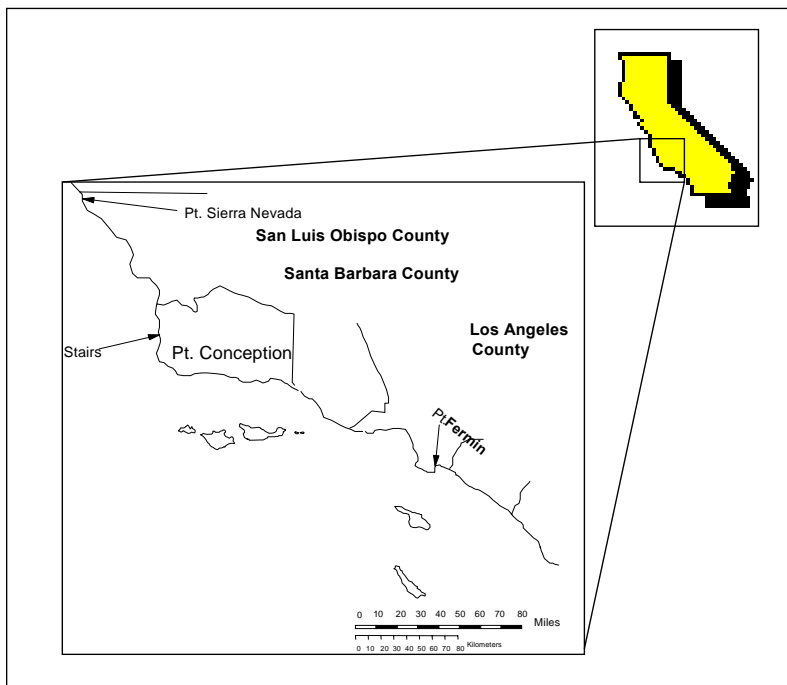 Pt. Sierra Nevada
San Luis Obispo County
Santa Barbara County
Los Angeles
County
Stairs
Pt. Conception
Pt. Fermin
0 10 20 30 40 50 60 70 80
Miles
0 10 20 30 40 50 60 70 80
Kilometers